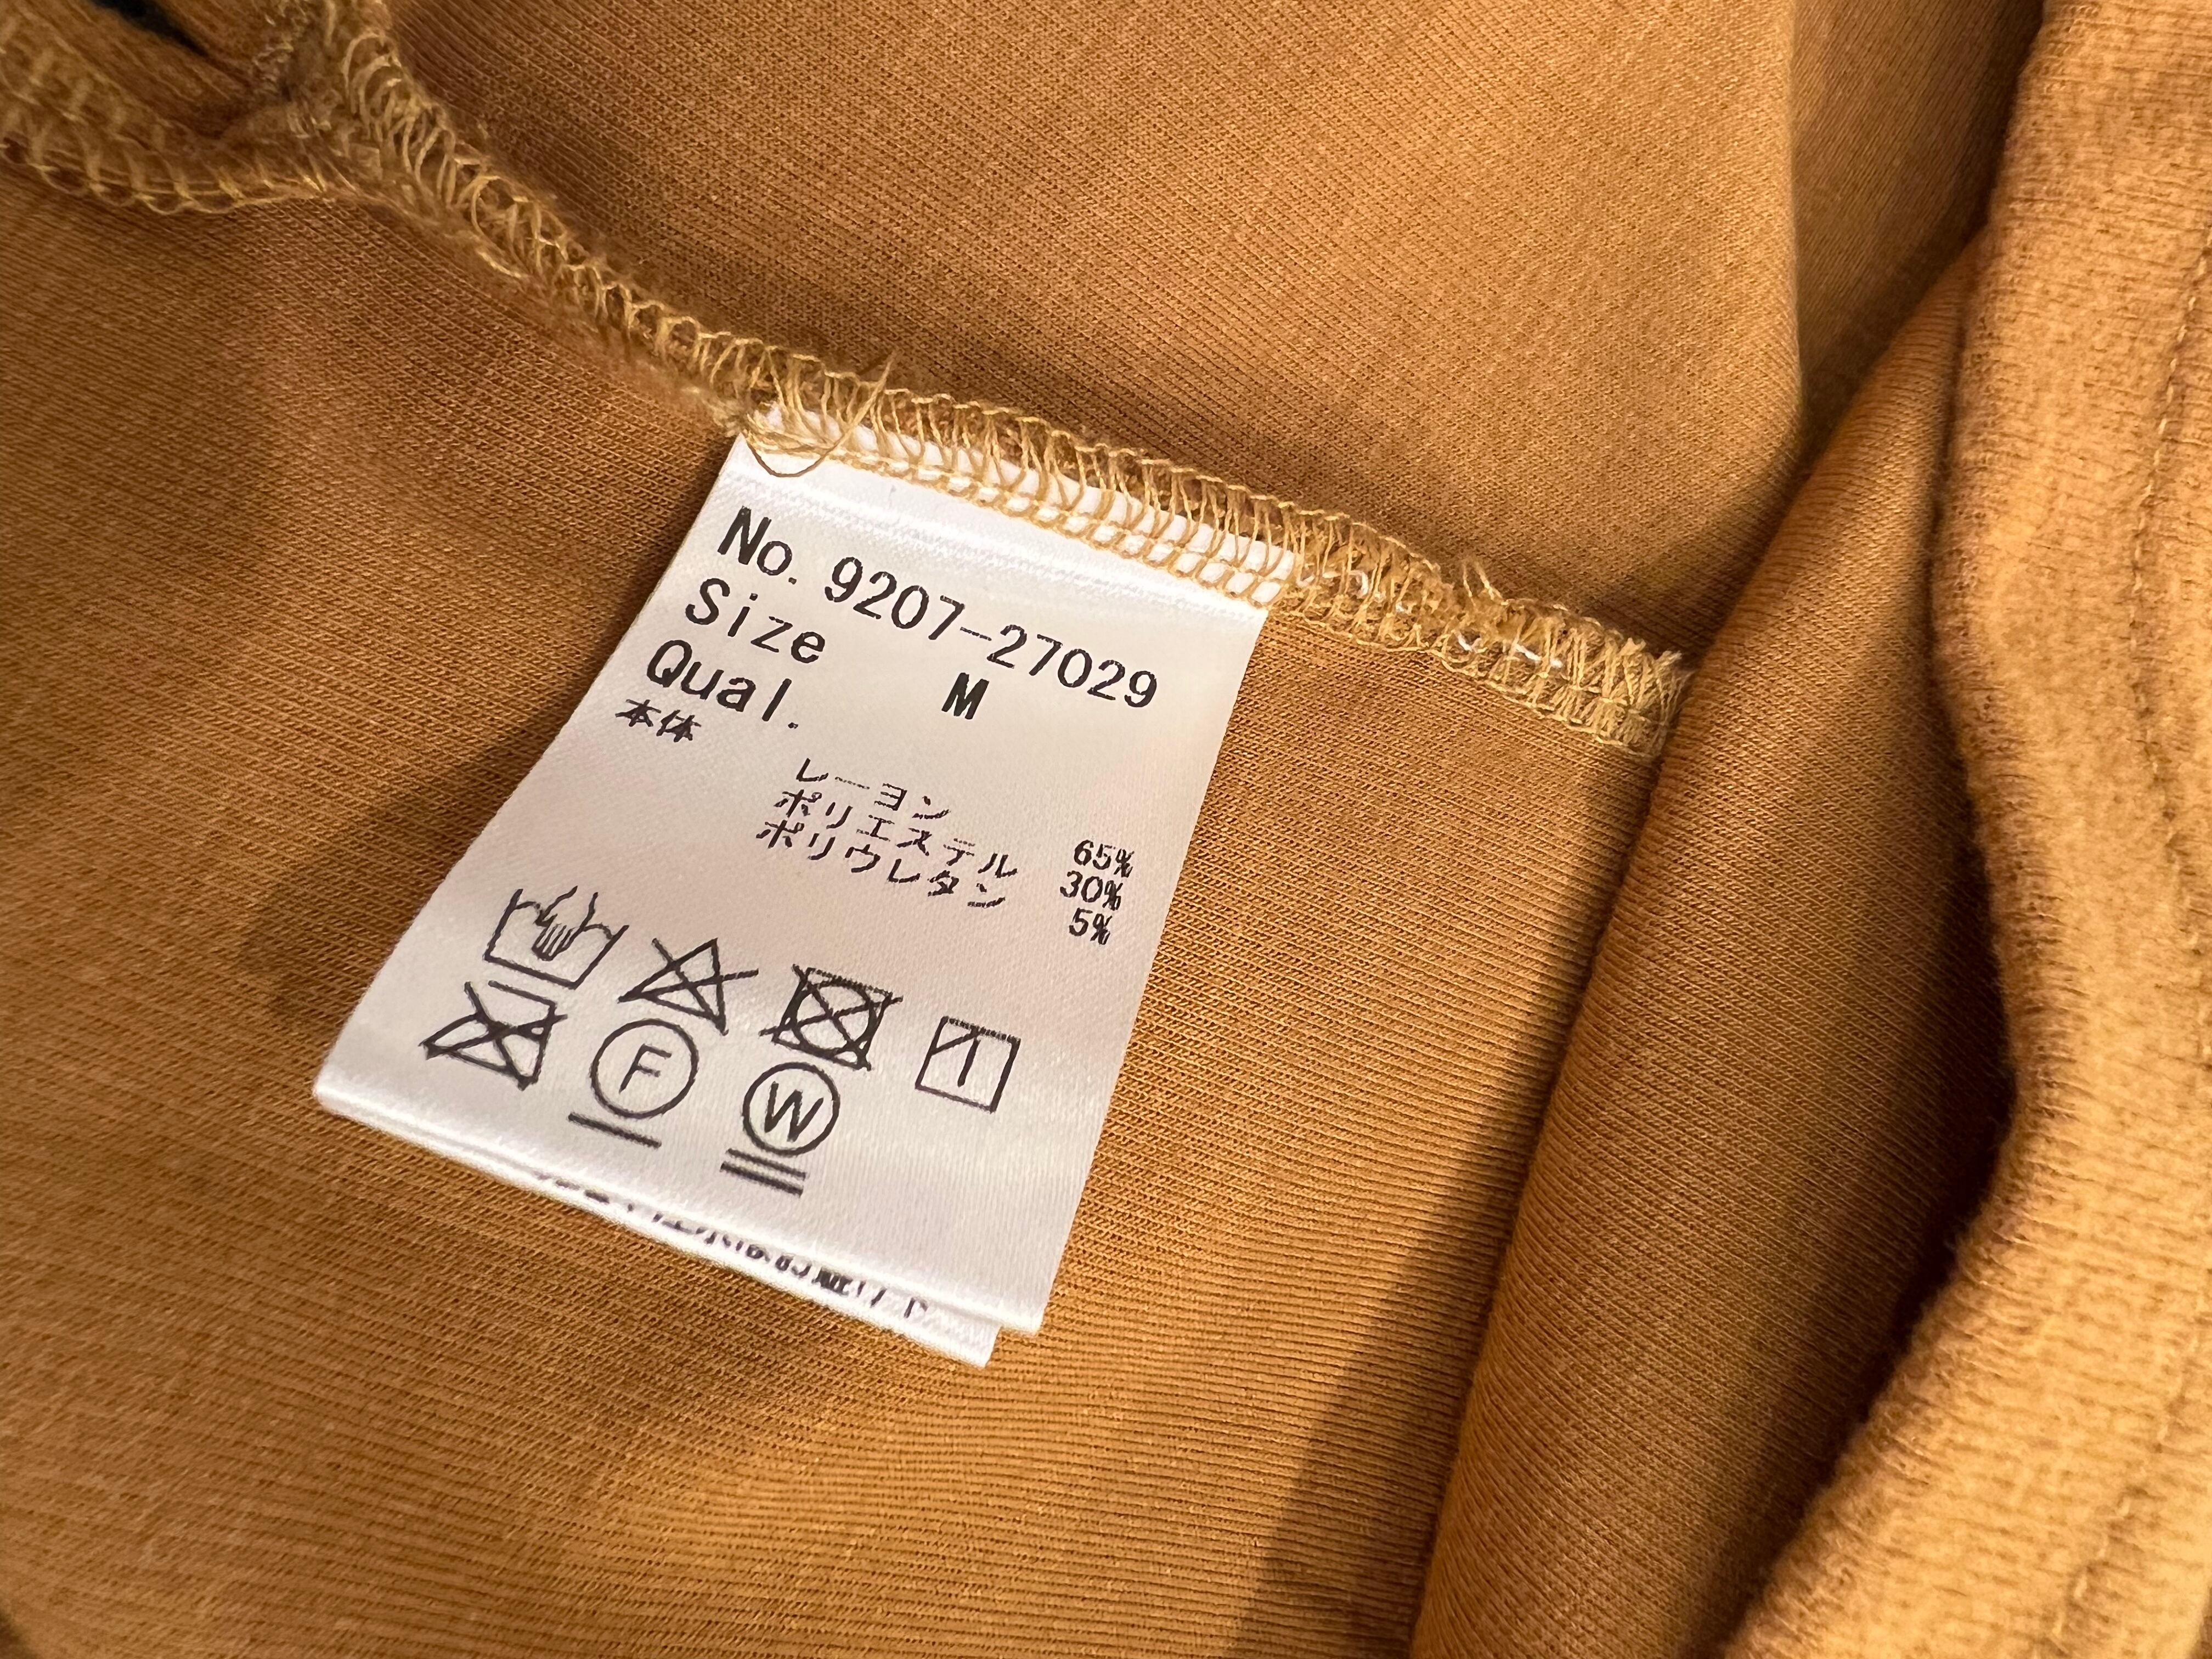 No. 9207-27029
Size M
Qual.
本体
レーヨン 65%
ポリエステル 30%
ポリウレタン 5%
F
W